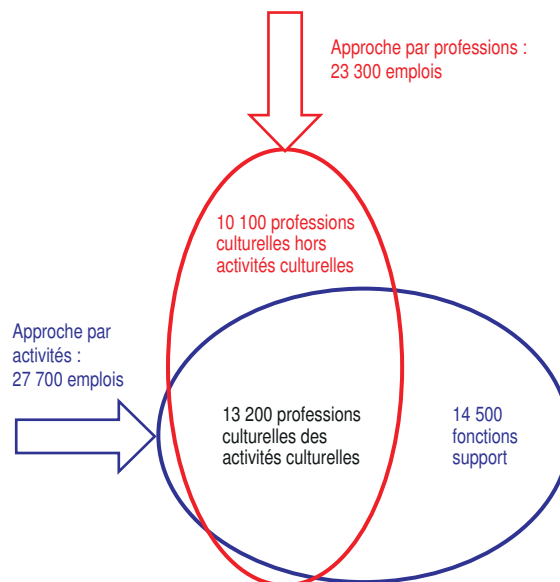 Approche par professions :
23 300 emplois
10 100 professions
culturelles hors
activités culturelles
Approche par
activités :
27 700 emplois
13 200 professions
culturelles des
activités culturelles
14 500
fonctions
support